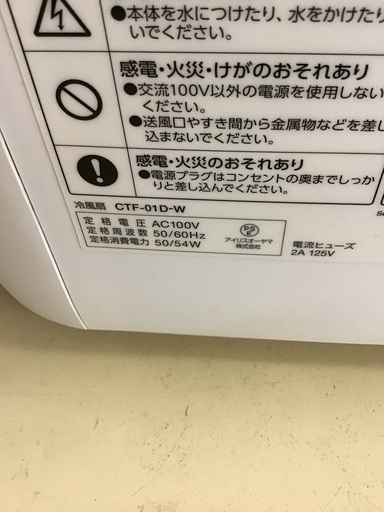 ●本体を水につけたり、水をかけたり
いでください。
感電・火災・けがのおそれあり
●交流100V以外の電源を使用しない
ください。
●送風口やすき間から金属物などを差し
込まないでください。
感電・火災のおそれあり
●電源プラグはコンセントの奥までしっか
りと差し込んでください。
冷風扇 CTF-01D-W
定格電圧 AC100V
定格周波数 50/60Hz
定格消費電力 50/54W
PS
E
アイリスオーヤマ
株式会社
電流ヒューズ
2A 125V